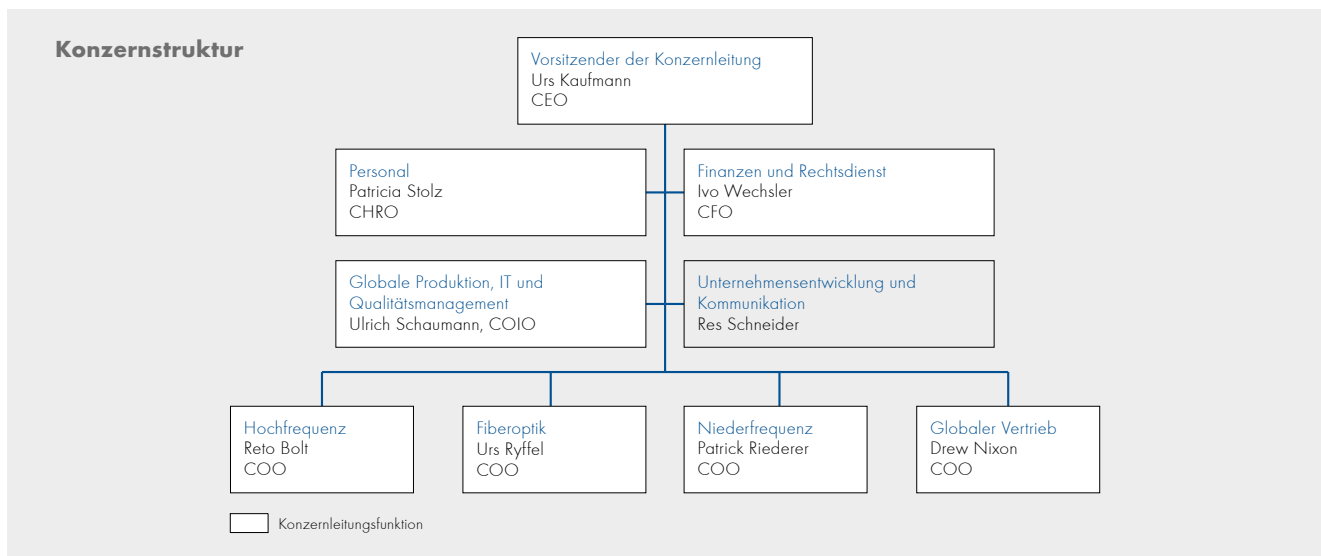 Konzernstruktur
Vorsitzender der Konzernleitung
Urs Kaufmann
CEO
Personal
Patricia Stolz
CHRO
Finanzen und Rechtsdienst
Ivo Wechsler
CFO
Globale Produktion, IT und
Qualitätsmanagement
Ulrich Schaumann, COIO
Unternehmensentwicklung und
Kommunikation
Res Schneider
Hochfrequenz
Reto Bolt
COO
Fiberoptik
Urs Ryffel
COO
Niederfrequenz
Patrick Riederer
COO
Globaler Vertrieb
Drew Nixon
COO
Konzernleitungsfunktion